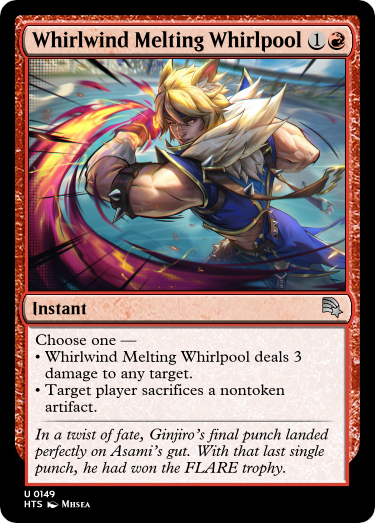 Whirlwind Melting Whirlpool 1
Instant
Choose one —
• Whirlwind Melting Whirlpool deals 3
damage to any target.
• Target player sacrifices a nontoken
artifact.
In a twist of fate, Ginjiro's final punch landed
perfectly on Asami's gut. With that last single
punch, he had won the FLARE trophy.
U 0149
HTS MHSEA